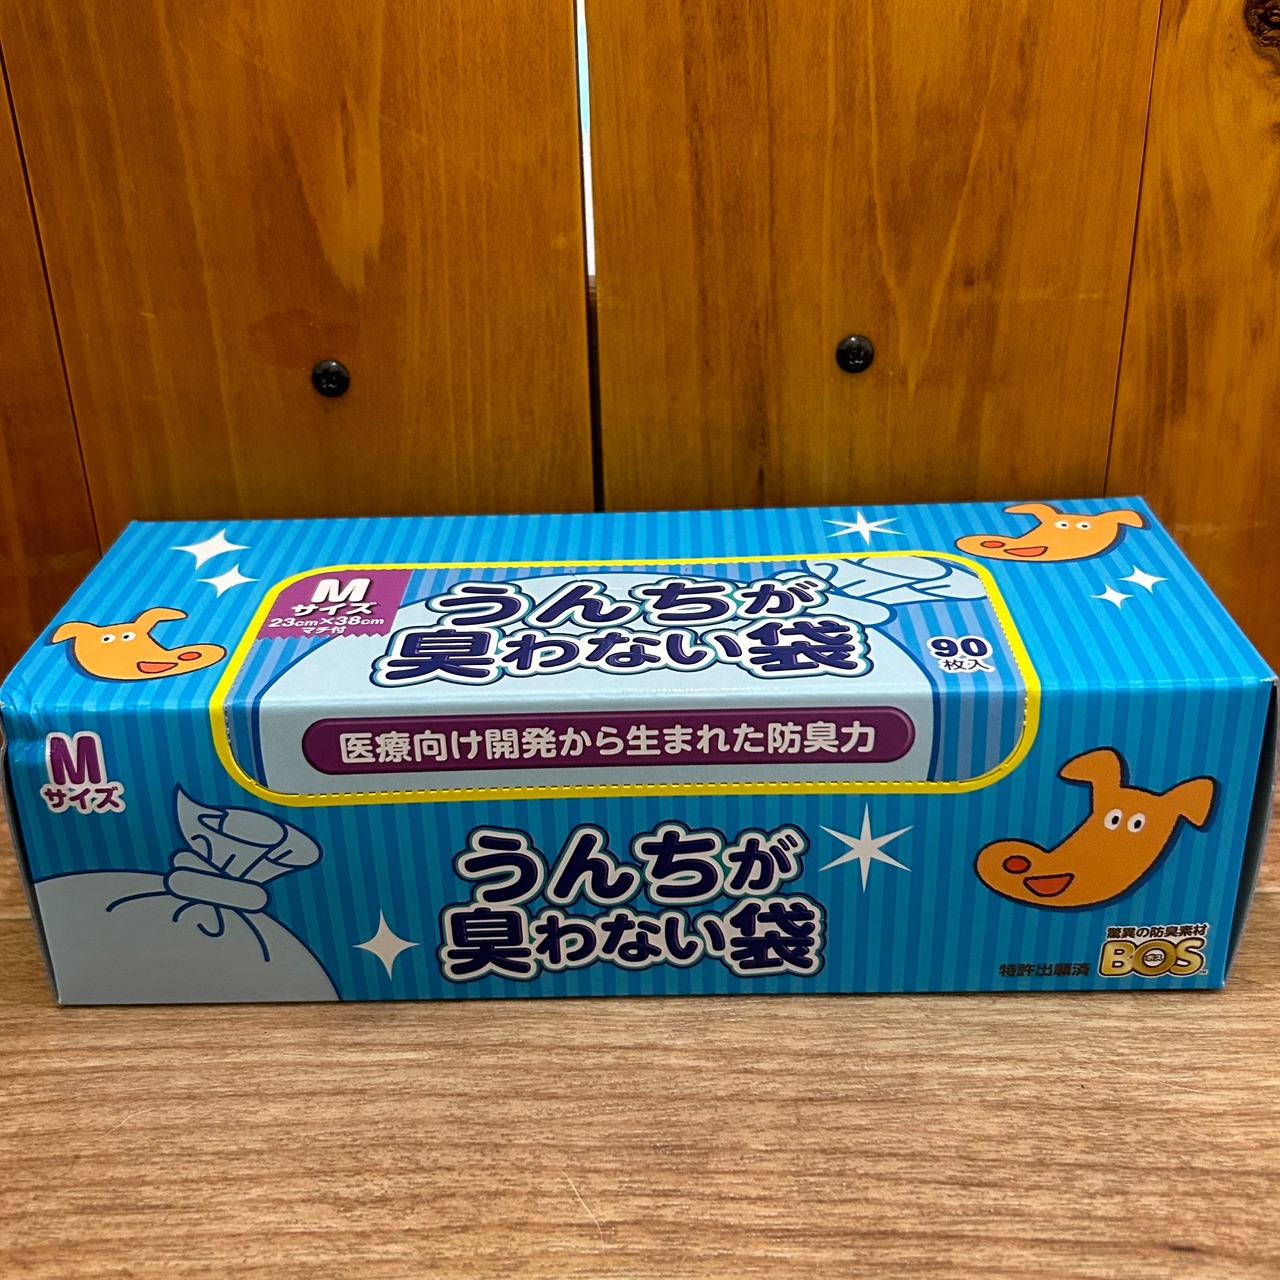 M
サイズ
23cm×38cm
マチ付
うんちが
臭わない袋
90
枚入
医療向け開発から生まれた防臭力
M
サイズ
うんちが
臭わない袋
驚異の防臭素材
特許出願済
BOS
ボス
TM